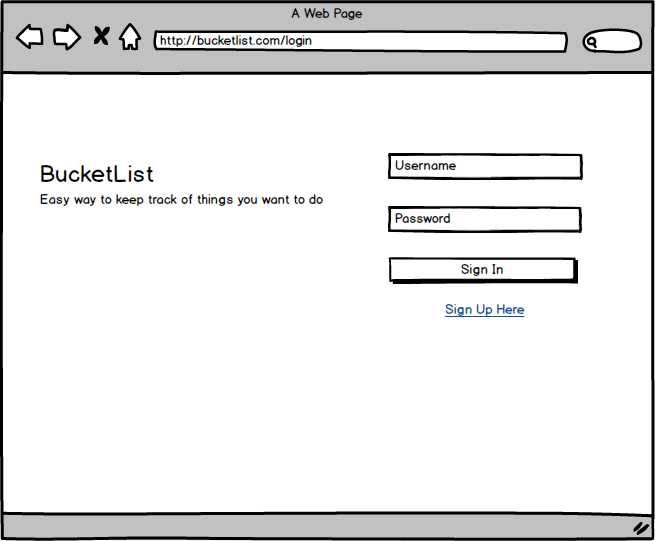 A Web Page
http://bucketlist.com/login
BucketList
Easy way to keep track of things you want to do
Username
Password
Sign In
Sign Up Here